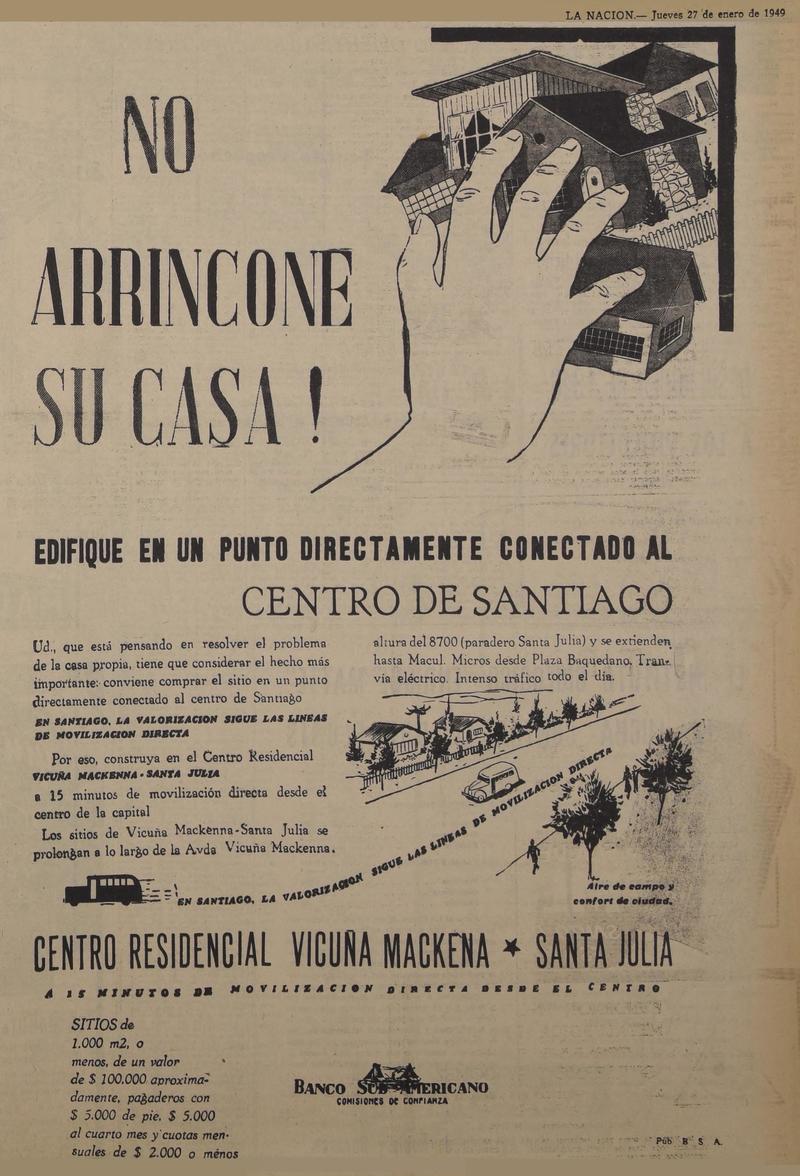 LA NACION.— Jueves 27 de enero de 1949
NO
ARRINCONE
SU CASA !
EDIFIQUE EN UN PUNTO DIRECTAMENTE CONECTADO AL
CENTRO DE SANTIAGO
Ud., que está pensando en resolver el problema
de la casa propia, tiene que considerar el hecho más
importante: conviene comprar el sitio en un punto
directamente conectado al centro de Santiago
EN SANTIAGO, LA VALORIZACION SIGUE LAS LINEAS
DE MOVILIZACION DIRECTA
Por eso, construya en el Centro Residencial
VICUÑA MACKENNA - SANTA JULIA
a 15 minutos de movilización directa desde el
centro de la capital
Los sitios de Vicuña Mackenna-Santa Julia se
prolongan a lo largo de la Avda Vicuña Mackenna.
altura del 8700 (paradero Santa Julia) y se extienden
hasta Macul. Micros desde Plaza Baquedano. Tran-
vía eléctrico. Intenso tráfico todo el día.
EN SANTIAGO, LA VALORIZACION SIGUE LAS LINEAS DE MOVILIZACION DIRECTA
Aire de campo y
confort de ciudad.
CENTRO RESIDENCIAL VICUÑA MACKENA ★ SANTA JULIA
A 15 MINUTOS DE MOVILIZACION DIRECTA DESDE EL CENTRO
SITIOS de
1.000 m2, o
menos, de un valor
de $ 100.000 aproxima-
damente, pagaderos con
$ 5.000 de pie, $ 5.000
al cuarto mes y cuotas men-
suales de $ 2.000 o ménos
BANCO SUD AMERICANO
COMISIONES DE CONFIANZA
Púb B S A.